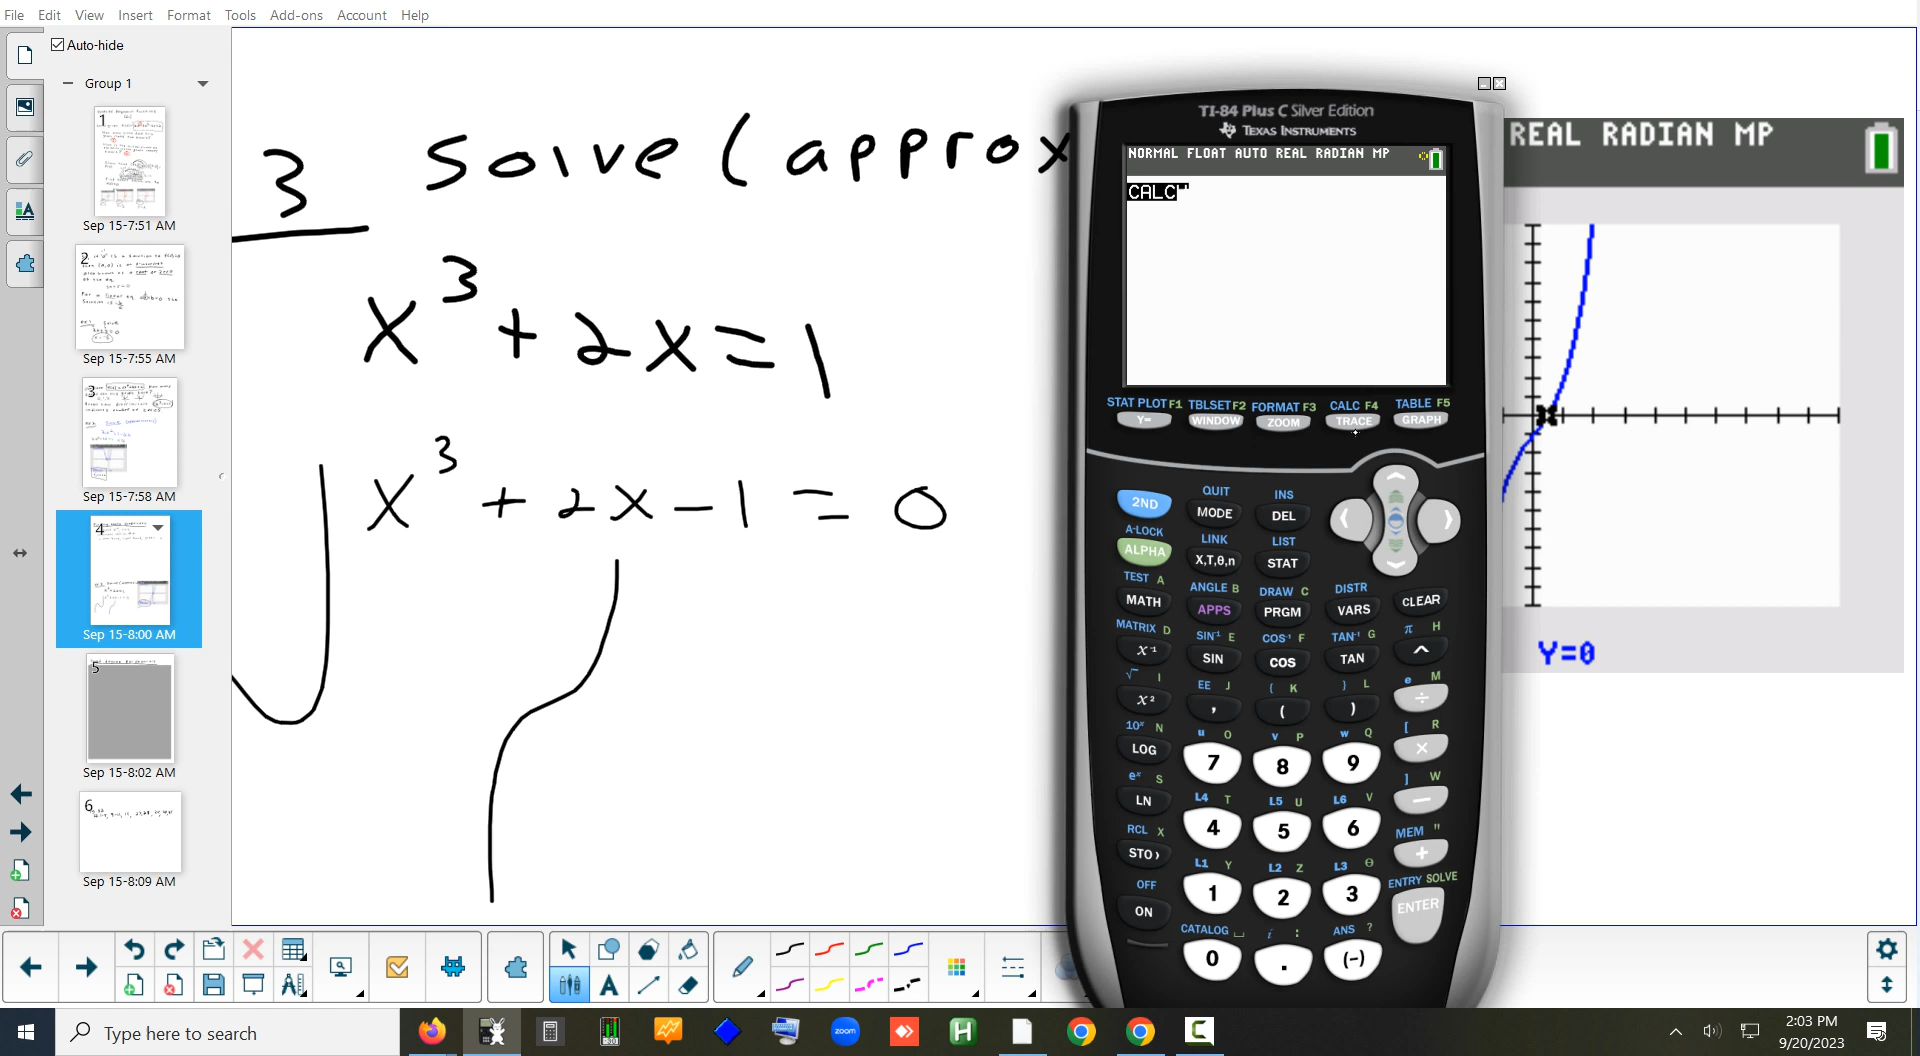 File Edit View Insert Format Tools Add-ons Account Help
Auto-hide
Group 1
1
Sep 15-7:51 AM
2
Sep 15-7:55 AM
3
Sep 15-7:58 AM
4
Sep 15-8:00 AM
5
Sep 15-8:02 AM
6
Sep 15-8:09 AM
3 solve (approx
x³ + 2x = 1
x³ + 2x - 1 = 0
TI-84 Plus C Silver Edition
TEXAS INSTRUMENTS
NORMAL FLOAT AUTO REAL RADIAN MP
CALC
STAT PLOT F1 TBLSET F2 FORMAT F3 CALC F4 TABLE F5
Y= WINDOW ZOOM TRACE GRAPH
QUIT INS
2ND MODE DEL
A-LOCK LINK LIST
ALPHA X,T,θ,n STAT
TEST A ANGLE B DRAW C DISTR
MATH APPS PRGM VARS CLEAR
MATRIX D SIN⁻¹ E COS⁻¹ F TAN⁻¹ G π H
X⁻¹ SIN COS TAN ^
√ I EE J { K } L e M
X² , ( ) ÷
10ˣ N u O v P w Q [ R
LOG 7 8 9 ×
eˣ S L4 T L5 U L6 V ] W
LN 4 5 6 −
RCL X L1 Y L2 Z L3 θ MEM "
STO› 1 2 3 +
OFF CATALOG i : ANS ? ENTRY SOLVE
ON 0 . (−) ENTER
REAL RADIAN MP
Y=0
Type here to search
zoom
2:03 PM
9/20/2023